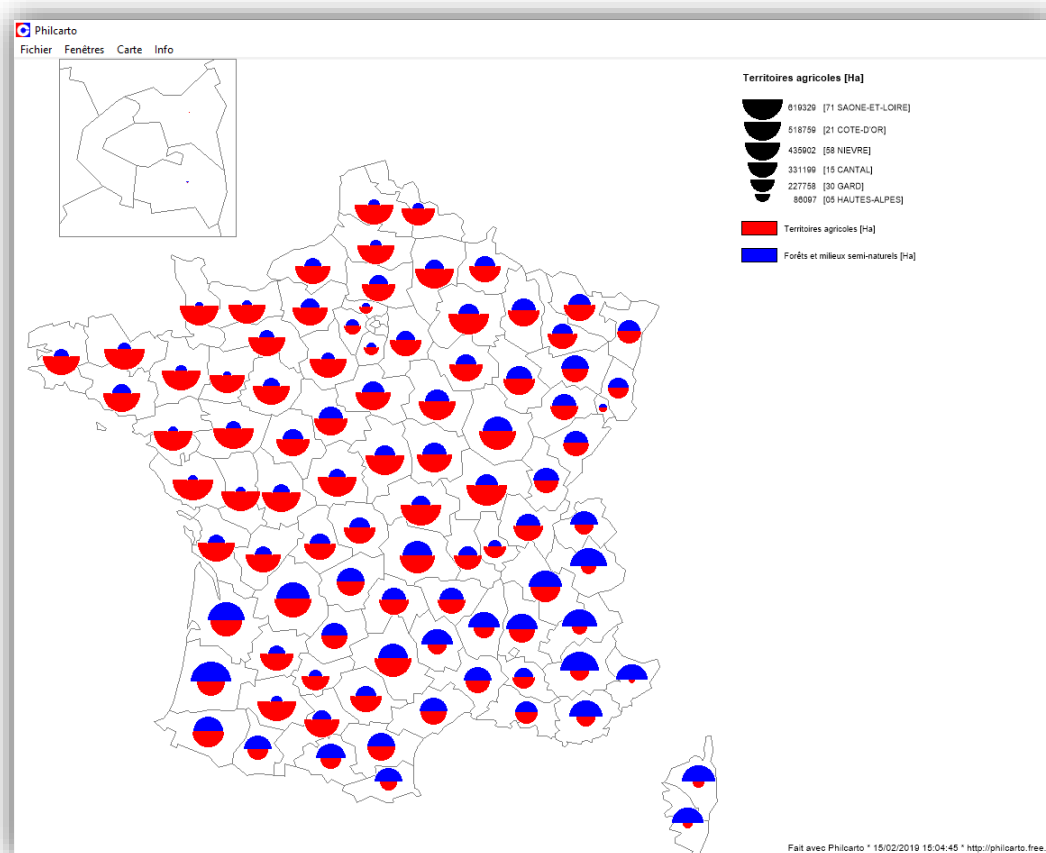 Philcarto
Fichier Fenêtres Carte Info
Territoires agricoles [Ha]
619329 [71 SAONE-ET-LOIRE]
518759 [21 COTE-D'OR]
435902 [58 NIEVRE]
331199 [15 CANTAL]
227758 [30 GARD]
86097 [05 HAUTES-ALPES]
Territoires agricoles [Ha]
Forêts et milieux semi-naturels [Ha]
Fait avec Philcarto * 15/02/2019 15:04:45 * http://philcarto.free.